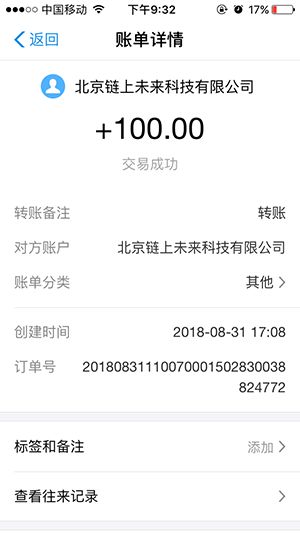 中国移动 下午9:32 17%
返回 账单详情
北京链上未来科技有限公司
+100.00
交易成功
转账备注 转账
对方账户 北京链上未来科技有限公司
账单分类 其他
创建时间 2018-08-31 17:08
订单号 20180831110070001502830038
824772
标签和备注 添加
查看往来记录